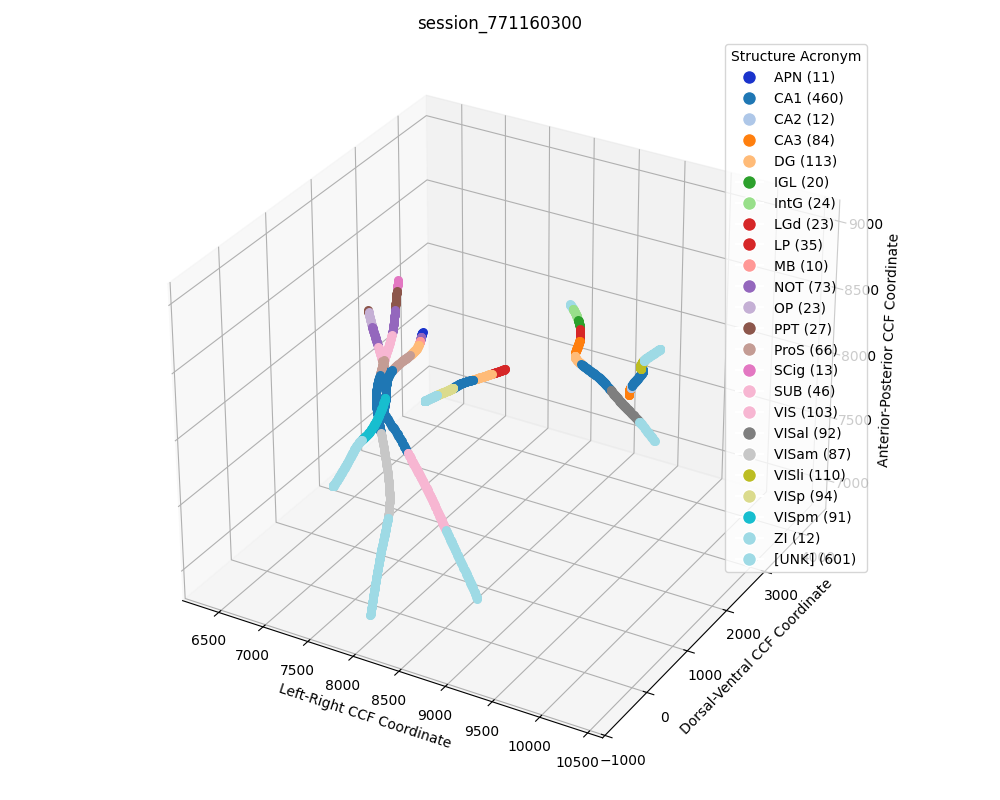 session_771160300
Structure Acronym
APN (11)
CA1 (460)
CA2 (12)
CA3 (84)
DG (113)
IGL (20)
IntG (24)
LGd (23)
LP (35)
MB (10)
NOT (73)
OP (23)
PPT (27)
ProS (66)
SCig (13)
SUB (46)
VIS (103)
VISal (92)
VISam (87)
VISli (110)
VISp (94)
VISpm (91)
ZI (12)
[UNK] (601)
9000
8500
8000
7500
7000
Anterior-Posterior CCF Coordinate
4000
3000
2000
1000
0
−1000
Dorsal-Ventral CCF Coordinate
6500
7000
7500
8000
8500
9000
9500
10000
10500
Left-Right CCF Coordinate